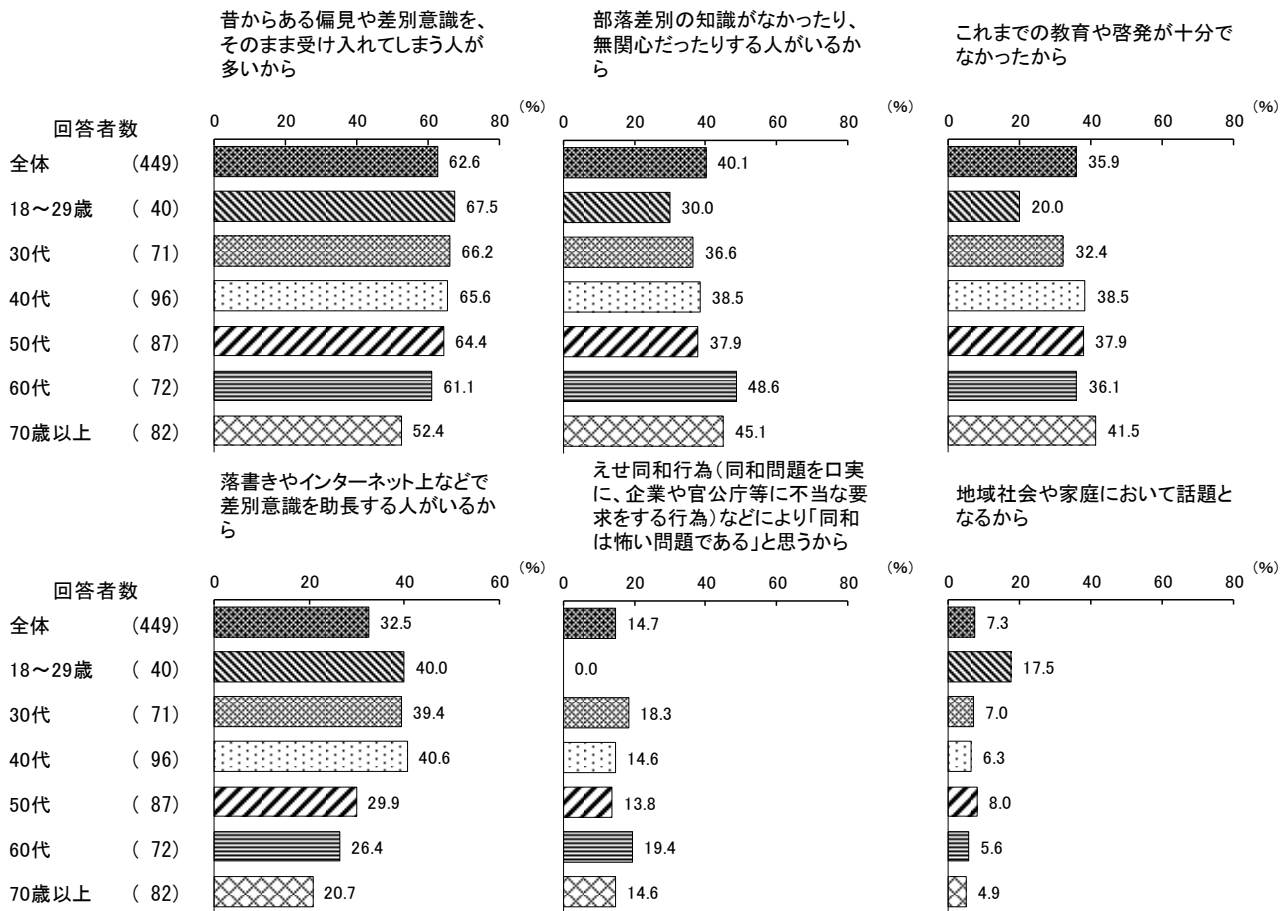 昔からある偏見や差別意識を、
そのまま受け入れてしまう人が
多いから
部落差別の知識がなかったり、
無関心だったりする人がいるか
ら
これまでの教育や啓発が十分で
なかったから
(%) (%) (%)
回答者数 0 20 40 60 80 0 20 40 60 80 0 20 40 60 80
全体 (449) 62.6 40.1 35.9
18~29歳 ( 40) 67.5 30.0 20.0
30代 ( 71) 66.2 36.6 32.4
40代 ( 96) 65.6 38.5 38.5
50代 ( 87) 64.4 37.9 37.9
60代 ( 72) 61.1 48.6 36.1
70歳以上 ( 82) 52.4 45.1 41.5
落書きやインターネット上などで
差別意識を助長する人がいるか
ら
えせ同和行為(同和問題を口実
に、企業や官公庁等に不当な要
求をする行為)などにより「同和
は怖い問題である」と思うから
地域社会や家庭において話題と
なるから
(%) (%) (%)
回答者数 0 20 40 60 0 20 40 60 80 0 20 40 60 80
全体 (449) 32.5 14.7 7.3
18~29歳 ( 40) 40.0 0.0 17.5
30代 ( 71) 39.4 18.3 7.0
40代 ( 96) 40.6 14.6 6.3
50代 ( 87) 29.9 13.8 8.0
60代 ( 72) 26.4 19.4 5.6
70歳以上 ( 82) 20.7 14.6 4.9